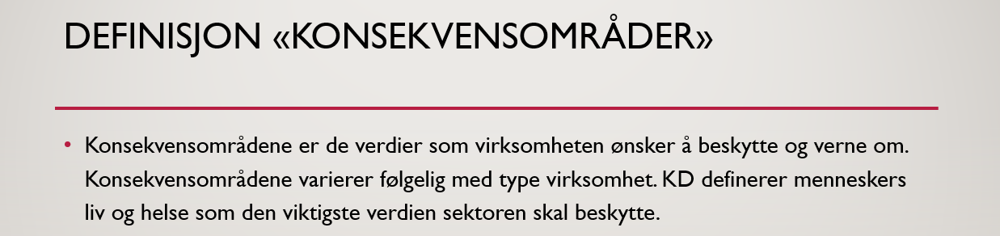 DEFINISJON «KONSEKVENSOMRÅDER»
• Konsekvensområdene er de verdier som virksomheten ønsker å beskytte og verne om.
Konsekvensområdene varierer følgelig med type virksomhet. KD definerer menneskers
liv og helse som den viktigste verdien sektoren skal beskytte.